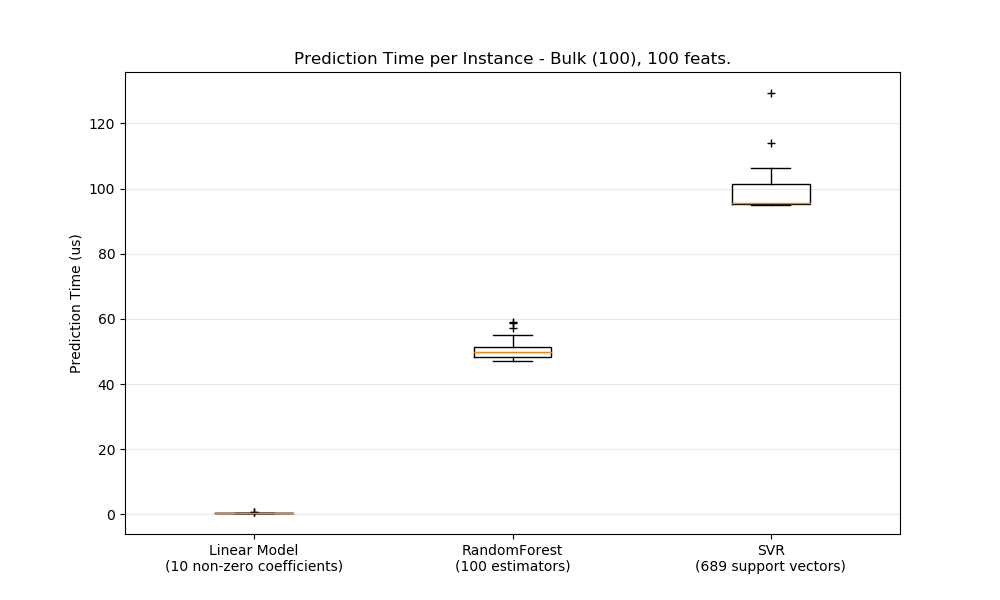 Prediction Time per Instance - Bulk (100), 100 feats.
Prediction Time (us)
120
100
80
60
40
20
0
Linear Model
(10 non-zero coefficients)
RandomForest
(100 estimators)
SVR
(689 support vectors)